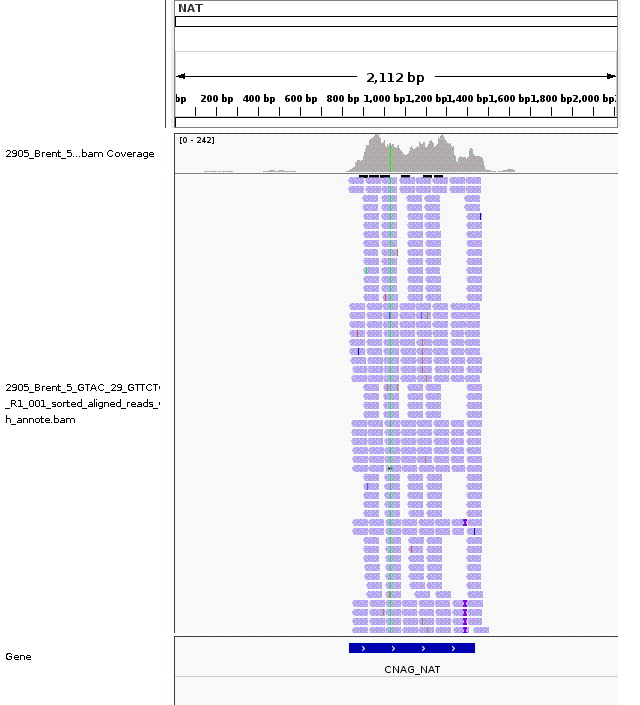 NAT
2,112 bp
bp 200 bp 400 bp 600 bp 800 bp 1,000 bp 1,200 bp 1,400 bp 1,600 bp 1,800 bp 2,000 bp
[0 - 242]
2905_Brent_5...bam Coverage
2905_Brent_5_GTAC_29_GTTCT
_R1_001_sorted_aligned_reads_
h_annote.bam
Gene
CNAG_NAT